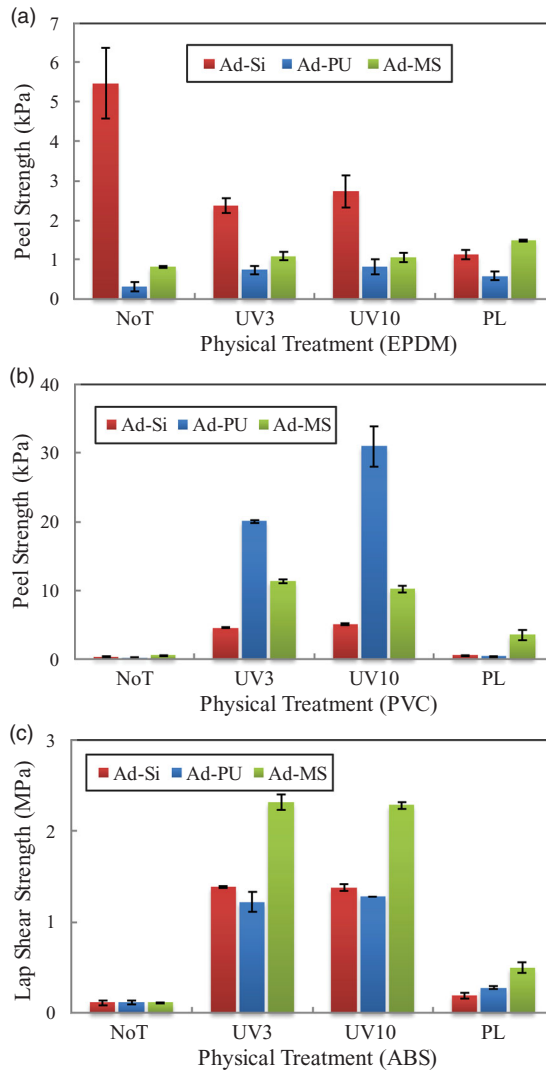 (a)
7
6
5
4
3
2
1
0
Peel Strength (kPa)
Ad-Si Ad-PU Ad-MS
NoT UV3 UV10 PL
Physical Treatment (EPDM)
(b)
40
30
20
10
0
Peel Strength (kPa)
Ad-Si Ad-PU Ad-MS
NoT UV3 UV10 PL
Physical Treatment (PVC)
(c)
3
2
1
0
Lap Shear Strength (MPa)
Ad-Si Ad-PU Ad-MS
NoT UV3 UV10 PL
Physical Treatment (ABS)